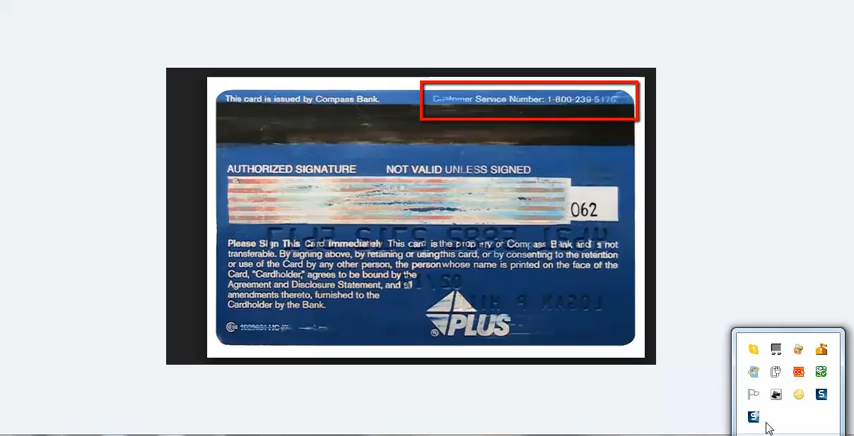 This card is issued by Compass Bank.
Customer Service Number:
AUTHORIZED SIGNATURE NOT VALID UNLESS SIGNED
062
Please Sign This Card Immediately This card is the property of Compass Bank and is not
transferable. By signing above, by retaining or using this card, or by consenting to the retention
or use of the Card by any other person, the person whose name is printed on the face of the
Card, "Cardholder," agrees to be bound by the
Agreement and Disclosure Statement, and all
amendments thereto, furnished to the
Cardholder by the Bank.
PLUS